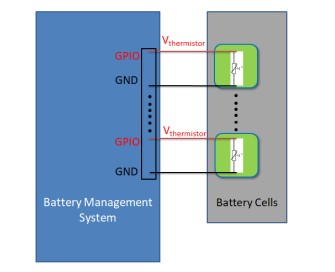 Vthermistor
GPIO
GND
Vthermistor
GPIO
GND
Battery Management
System
Battery Cells